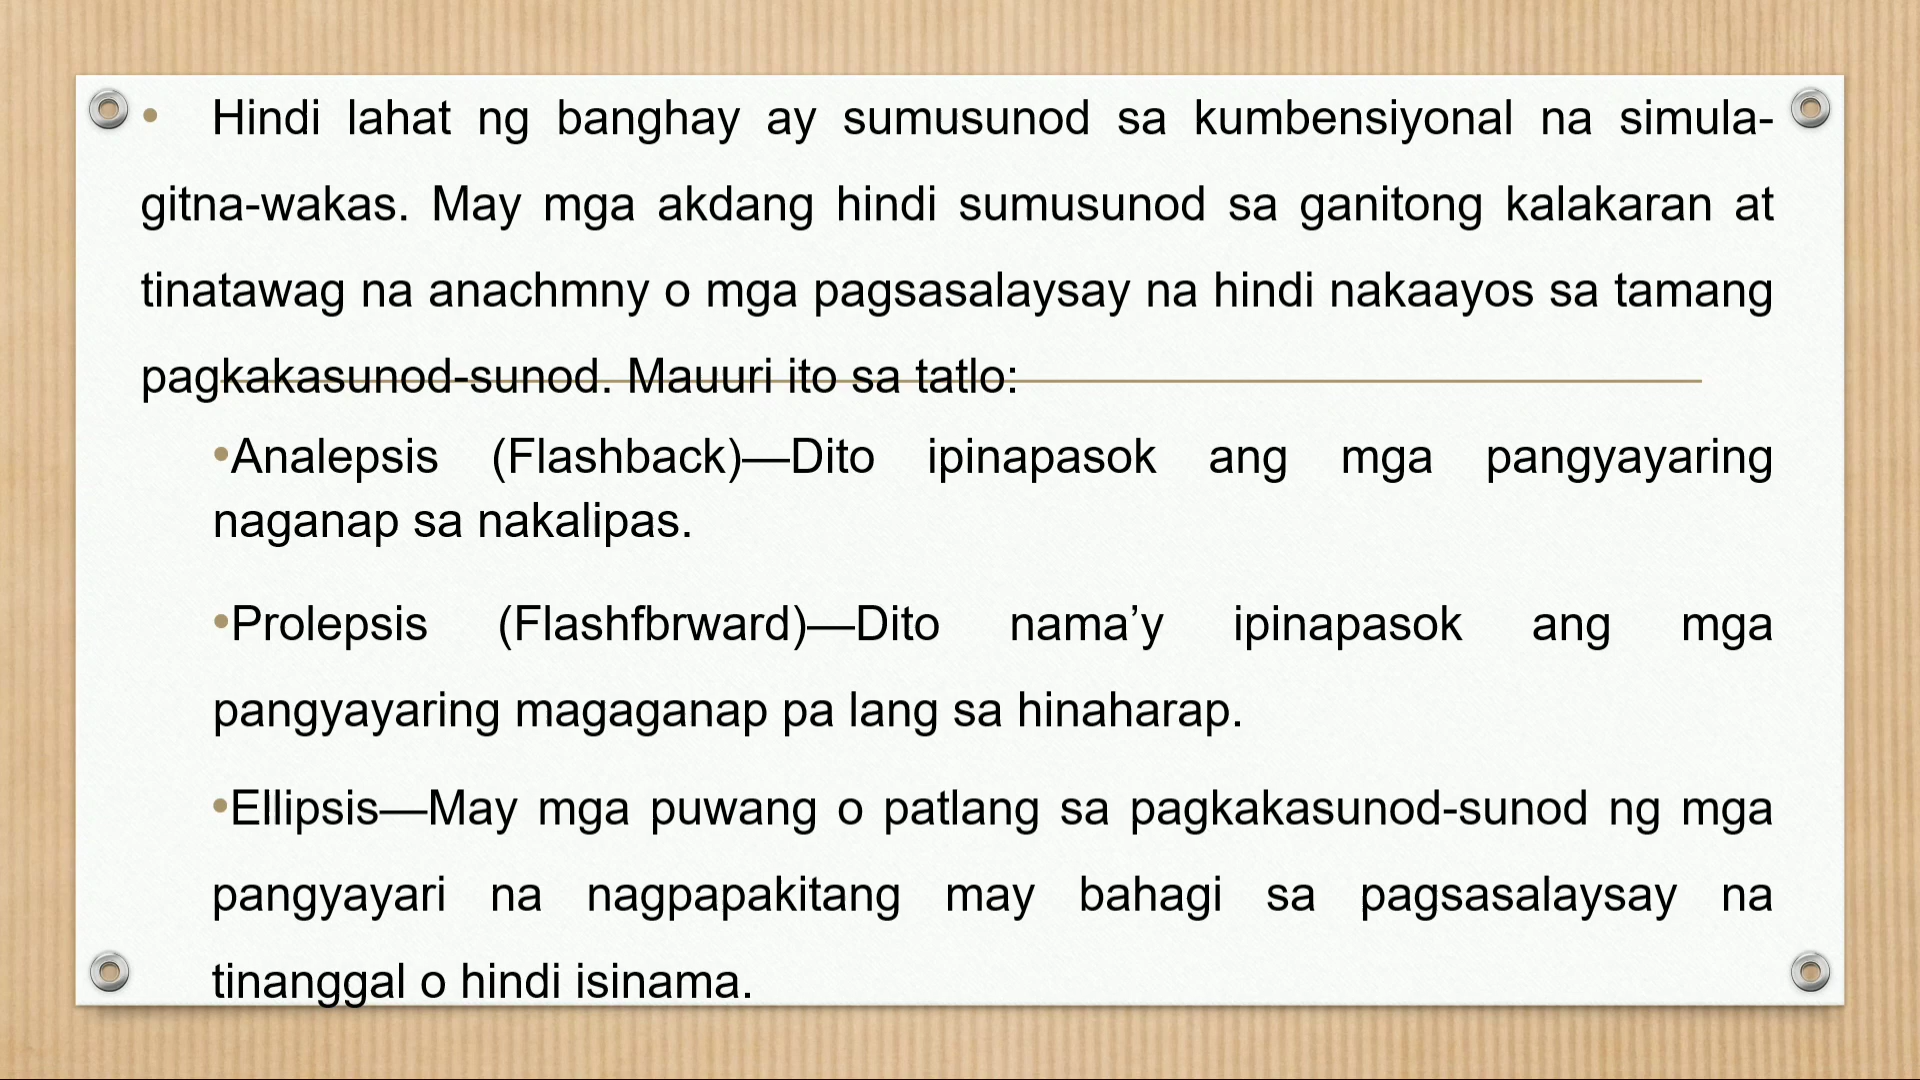 • Hindi lahat ng banghay ay sumusunod sa kumbensiyonal na simula-
gitna-wakas. May mga akdang hindi sumusunod sa ganitong kalakaran at
tinatawag na anachmny o mga pagsasalaysay na hindi nakaayos sa tamang
pagkakasunod-sunod. Mauuri ito sa tatlo:
•Analepsis (Flashback)—Dito ipinapasok ang mga pangyayaring
naganap sa nakalipas.
•Prolepsis (Flashfbrward)—Dito nama’y ipinapasok ang mga
pangyayaring magaganap pa lang sa hinaharap.
•Ellipsis—May mga puwang o patlang sa pagkakasunod-sunod ng mga
pangyayari na nagpapakitang may bahagi sa pagsasalaysay na
tinanggal o hindi isinama.